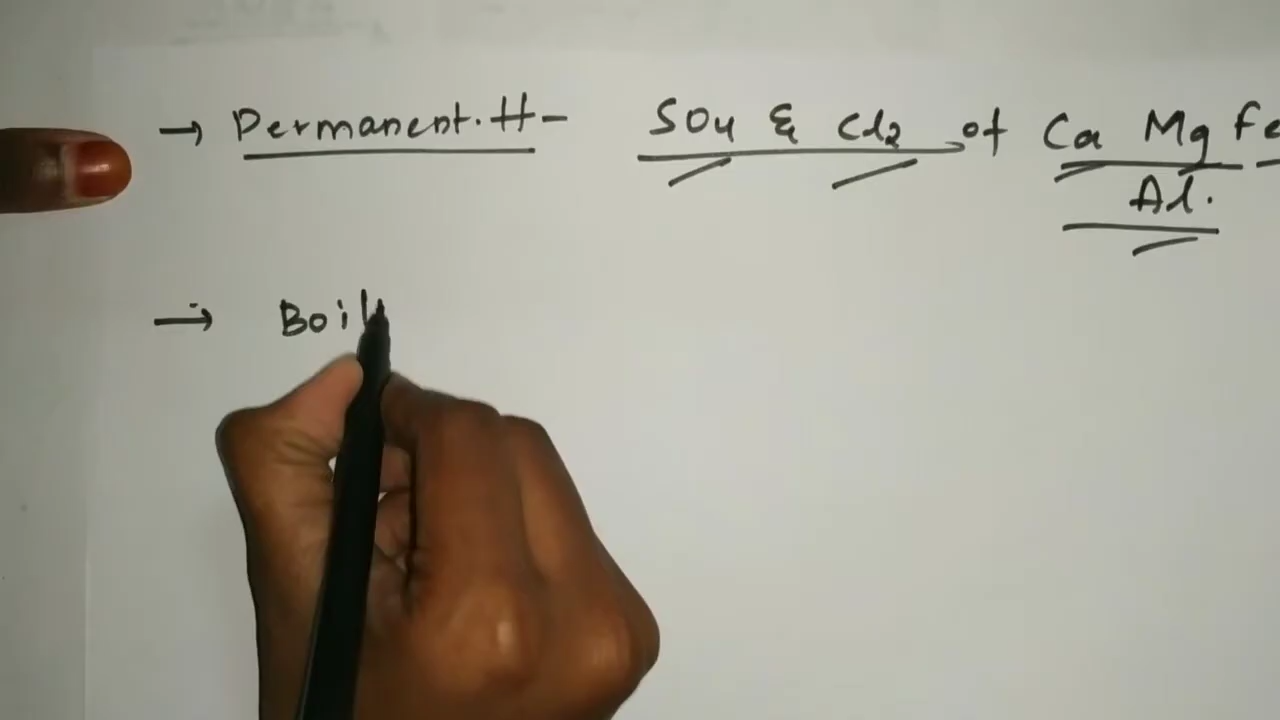 → Permanent.H- SO4 & Cl2 of Ca Mg Fe
Al.
→ Boil